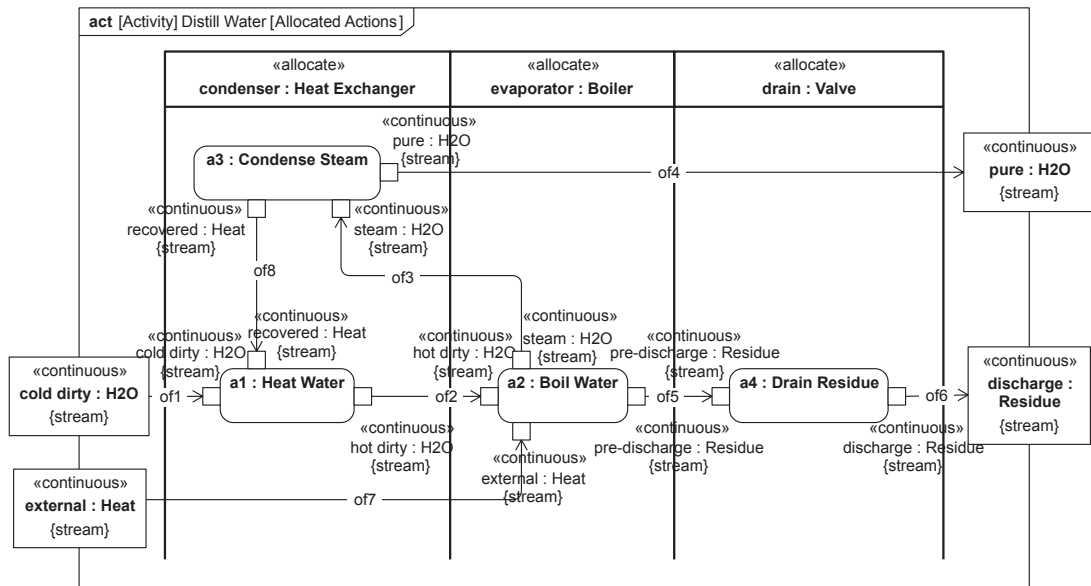 act [Activity] Distill Water [Allocated Actions]
«allocate»
condenser : Heat Exchanger
«allocate»
evaporator : Boiler
«allocate»
drain : Valve
«continuous»
pure : H2O
{stream}
a3 : Condense Steam
of4
«continuous»
pure : H2O
{stream}
«continuous»
recovered : Heat
{stream}
«continuous»
steam : H2O
{stream}
of8
of3
«continuous»
recovered : Heat
{stream}
«continuous»
cold dirty : H2O
{stream}
«continuous»
hot dirty : H2O
{stream}
«continuous»
steam : H2O
{stream}
«continuous»
pre-discharge : Residue
{stream}
«continuous»
cold dirty : H2O
{stream}
of1
a1 : Heat Water
of2
a2 : Boil Water
of5
a4 : Drain Residue
of6
«continuous»
discharge :
Residue
{stream}
«continuous»
hot dirty : H2O
{stream}
«continuous»
external : Heat
{stream}
«continuous»
pre-discharge : Residue
{stream}
«continuous»
discharge : Residue
{stream}
«continuous»
external : Heat
{stream}
of7